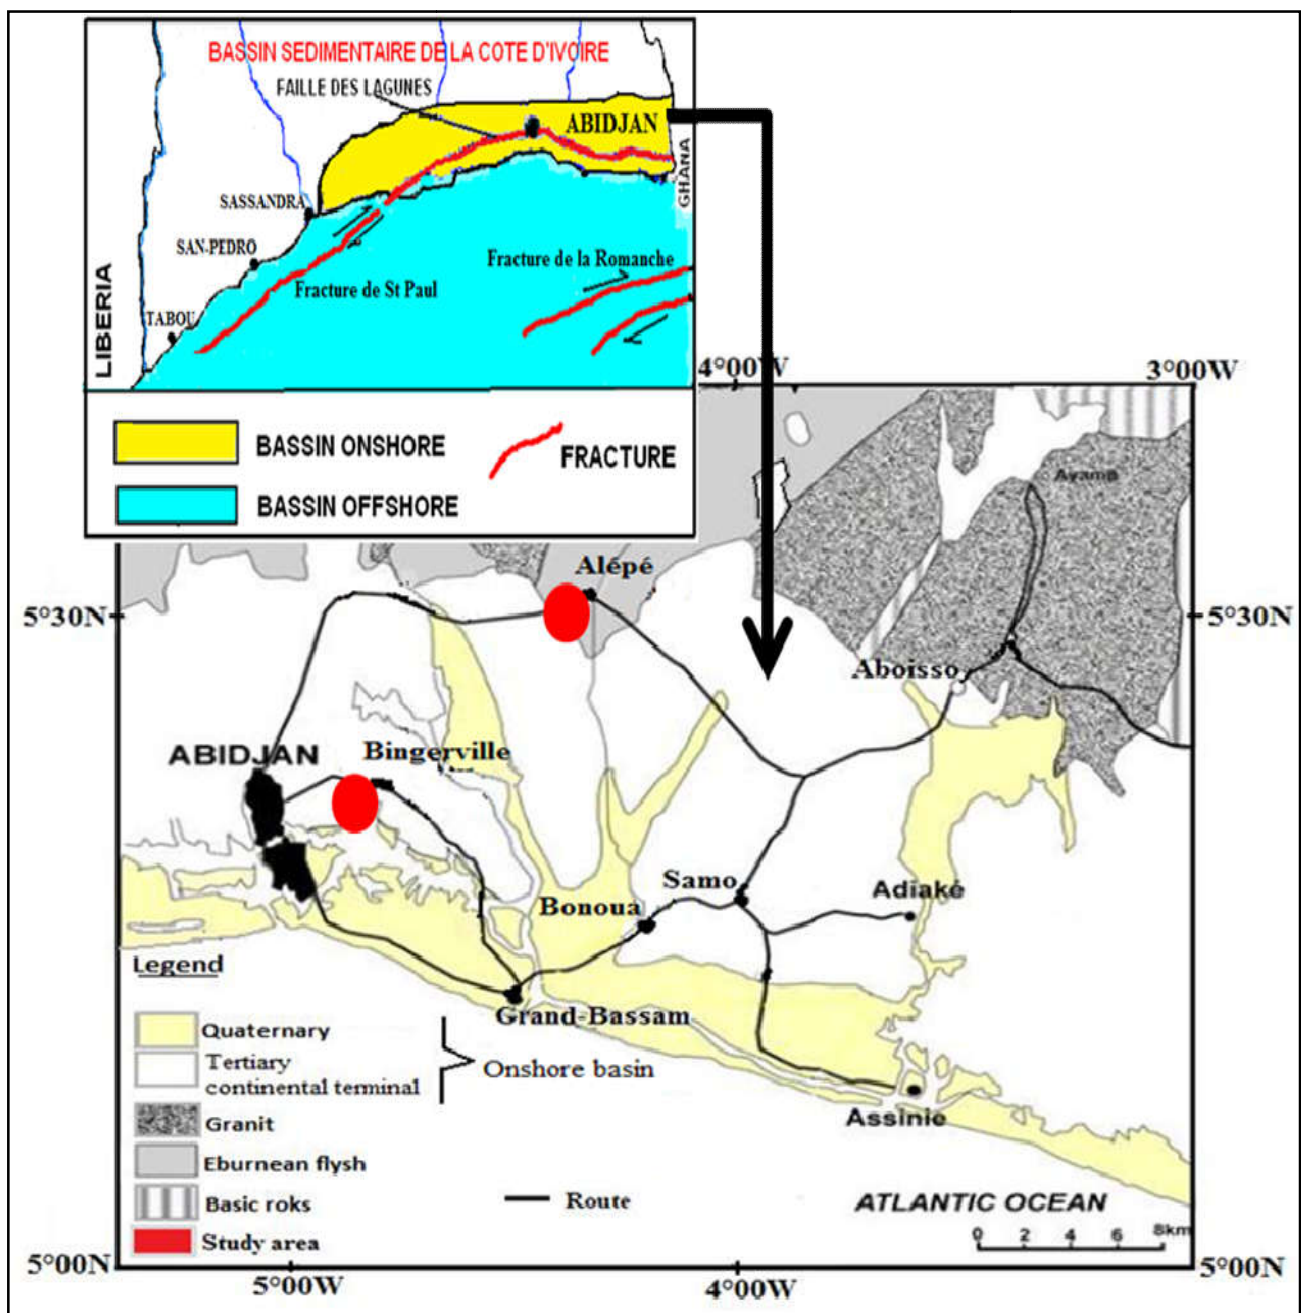 BASSIN SEDIMENTAIRE DE LA COTE D'IVOIRE
FAILLE DES LAGUNES
ABIDJAN
GHANA
SASSANDRA
SAN-PEDRO
Fracture de la Romanche
Fracture de St Paul
TABOU
LIBERIA
BASSIN ONSHORE
FRACTURE
BASSIN OFFSHORE
4°00W
3°00W
Ayama
Alépé
5°30N
5°30N
Aboisso
ABIDJAN
Bingerville
Samo
Adiaké
Bonoua
Grand-Bassam
Assinie
Legend
Quaternary
Tertiary
continental terminal
Onshore basin
Granit
Eburnean flysh
Basic roks
Study area
Route
ATLANTIC OCEAN
0 2 4 6 8km
5°00N
5°00N
5°00W
4°00W